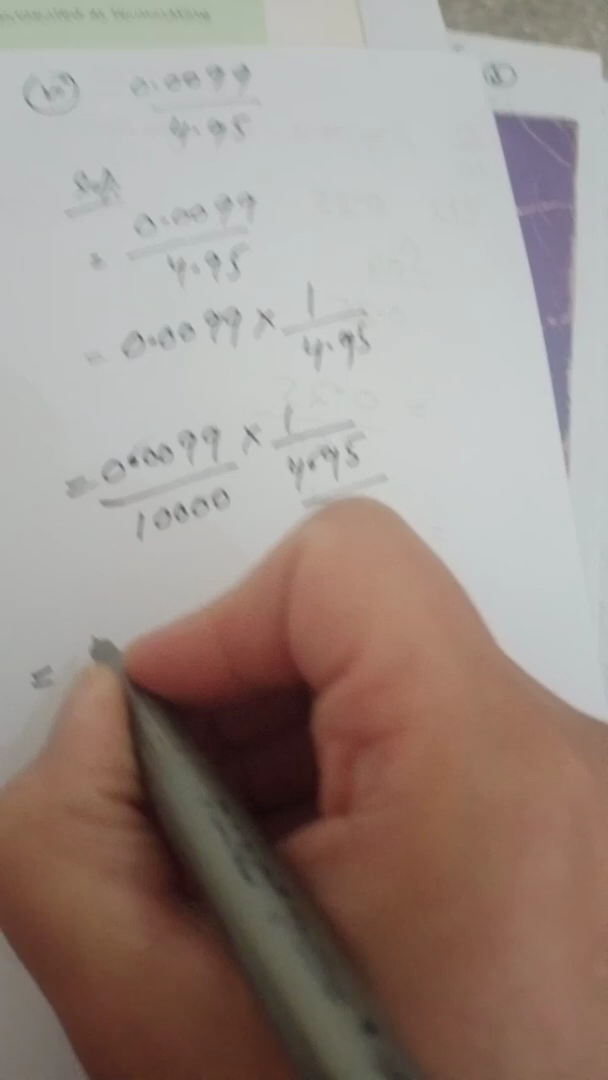 0.0099
4.95
Sol^n
= 0.0099
4.95
= 0.0099 × 1
4.95
= 0.0099 × 1
10000 4.95
=